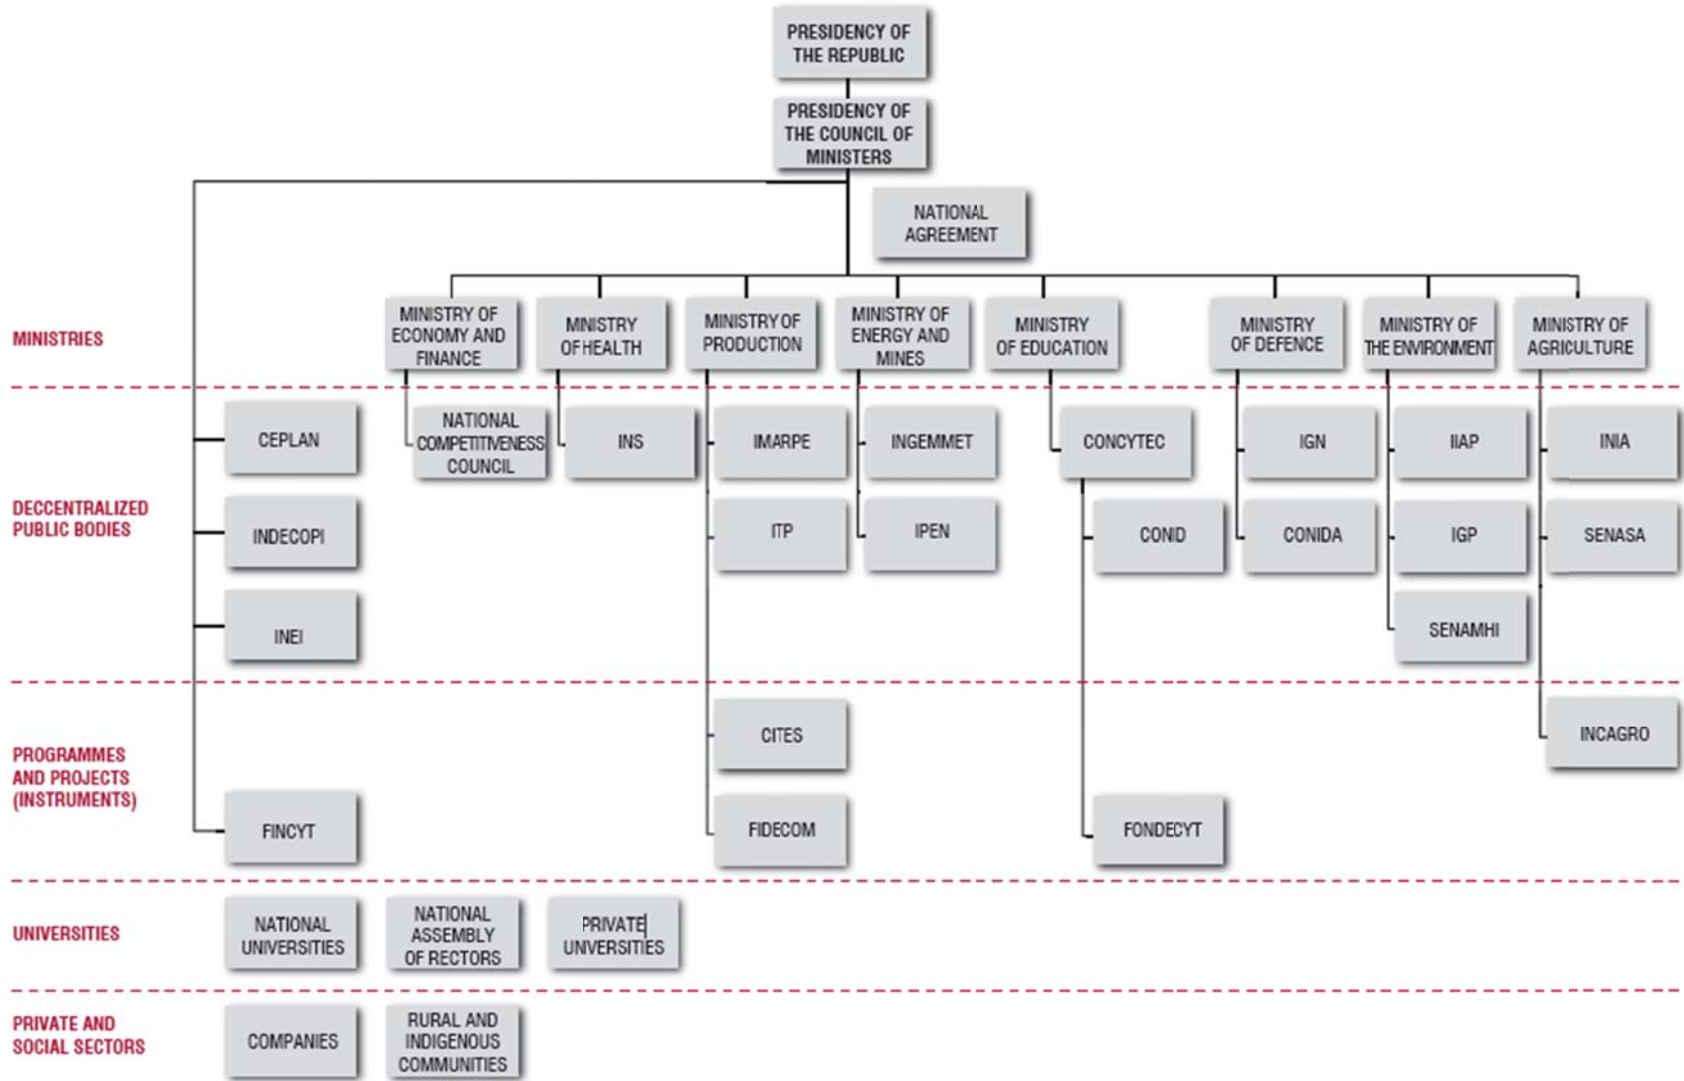 PRESIDENCY OF
THE REPUBLIC
PRESIDENCY OF
THE COUNCIL OF
MINISTERS
NATIONAL
AGREEMENT
MINISTRIES
MINISTRY OF
ECONOMY AND
FINANCE
MINISTRY
OF HEALTH
MINISTRY OF
PRODUCTION
MINISTRY OF
ENERGY AND
MINES
MINISTRY
OF EDUCATION
MINISTRY
OF DEFENCE
MINISTRY OF
THE ENVIRONMENT
MINISTRY OF
AGRICULTURE
DECCENTRALIZED
PUBLIC BODIES
CEPLAN
NATIONAL
COMPETITIVENESS
COUNCIL
INS
IMARPE
INGEMMET
CONCYTEC
IGN
IIAP
INIA
INDECOPI
ITP
IPEN
CONID
CONIDA
IGP
SENASA
INEI
SENAMHI
PROGRAMMES
AND PROJECTS
(INSTRUMENTS)
CITES
INCAGRO
FINCYT
FIDECOM
FONDECYT
UNIVERSITIES
NATIONAL
UNIVERSITIES
NATIONAL
ASSEMBLY
OF RECTORS
PRIVATE
UNVERSITIES
PRIVATE AND
SOCIAL SECTORS
COMPANIES
RURAL AND
INDIGENOUS
COMMUNITIES